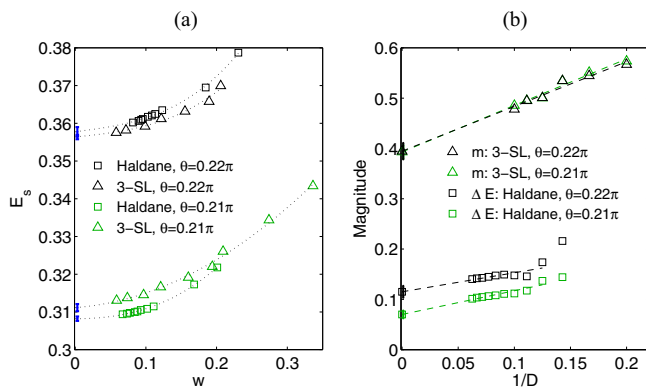 (a)
0.38
0.37
0.36
0.35
0.34
0.33
0.32
0.31
0.3
E_s
0
0.1
0.2
0.3
w
Haldane, θ=0.22π
3−SL, θ=0.22π
Haldane, θ=0.21π
3−SL, θ=0.21π
(b)
0.6
0.5
0.4
0.3
0.2
0.1
0
Magnitude
0
0.05
0.1
0.15
0.2
1/D
m: 3−SL, θ=0.22π
m: 3−SL, θ=0.21π
Δ E: Haldane, θ=0.22π
Δ E: Haldane, θ=0.21π